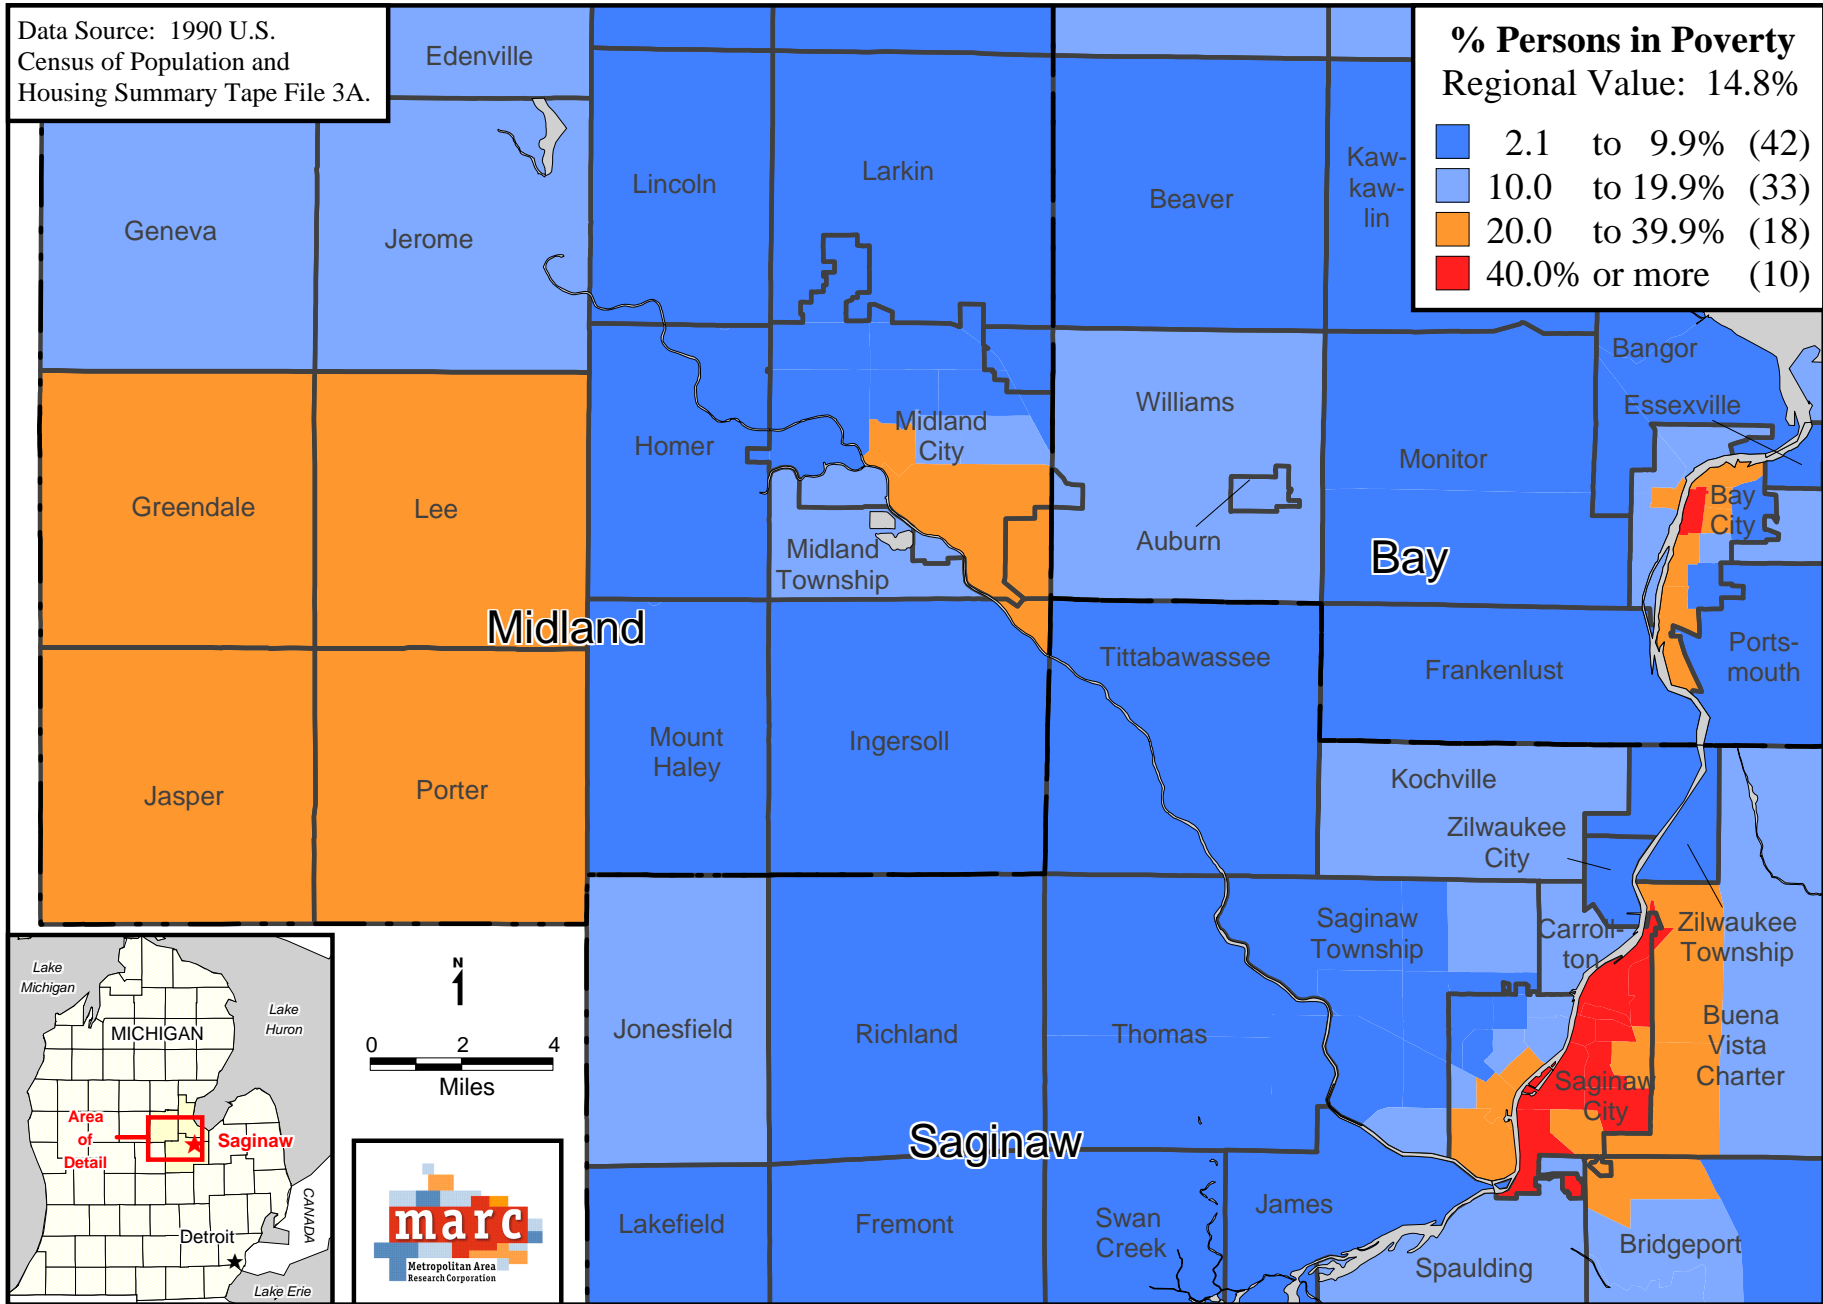 Data Source: 1990 U.S.
Census of Population and
Housing Summary Tape File 3A.
% Persons in Poverty
Regional Value: 14.8%
2.1 to 9.9% (42)
10.0 to 19.9% (33)
20.0 to 39.9% (18)
40.0% or more (10)
Edenville
Geneva
Jerome
Lincoln
Larkin
Beaver
Kaw-
kaw-
lin
Bangor
Essexville
Greendale
Lee
Homer
Midland
City
Williams
Monitor
Bay
City
Midland
Township
Auburn
Bay
Midland
Ports-
mouth
Tittabawassee
Frankenlust
Jasper
Porter
Mount
Haley
Ingersoll
Kochville
Zilwaukee
City
Saginaw
Township
Carroll-
ton
Zilwaukee
Township
Jonesfield
Richland
Thomas
Buena
Vista
Charter
Saginaw
City
Saginaw
Lakefield
Fremont
Swan
Creek
James
Spaulding
Bridgeport
Lake
Michigan
Lake
Huron
MICHIGAN
Area
of
Detail
Saginaw
CANADA
Detroit
Lake Erie
N
0 2 4
Miles
marc
Metropolitan Area
Research Corporation